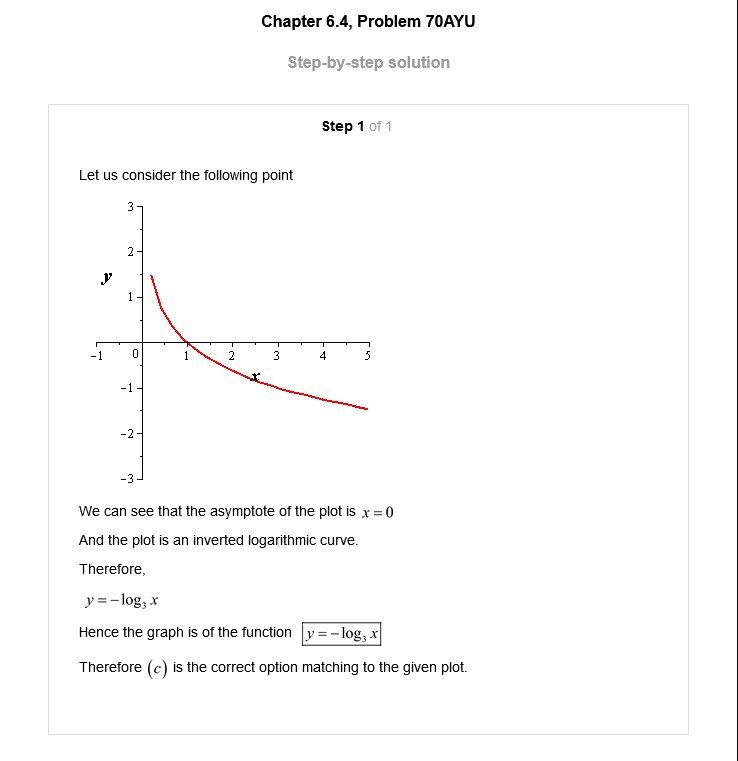 Chapter 6.4, Problem 70AYU
Step-by-step solution
Step 1 of 1
Let us consider the following point
3
2
y
1
-1 0 1 2 3 4 5
x
-1
-2
-3
We can see that the asymptote of the plot is x = 0
And the plot is an inverted logarithmic curve.
Therefore,
y = -log₃ x
Hence the graph is of the function y = -log₃ x
Therefore (c) is the correct option matching to the given plot.